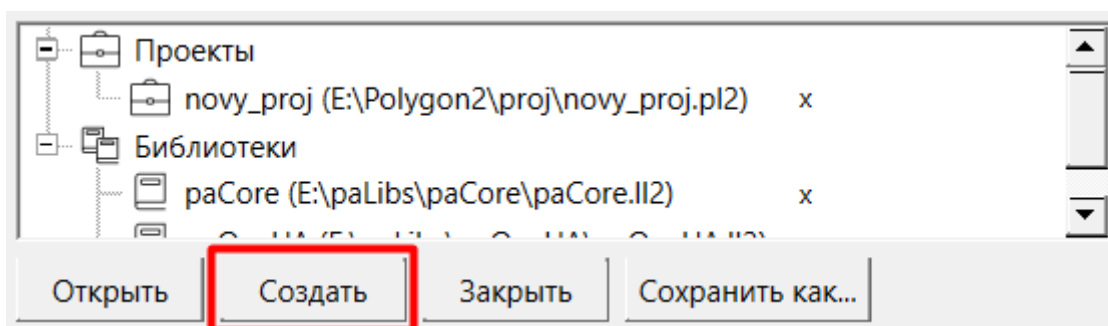 Проекты
novy_proj (E:\Polygon2\proj\novy_proj.pl2) x
Библиотеки
paCore (E:\paLibs\paCore\paCore.ll2) x
Открыть Создать Закрыть Сохранить как...